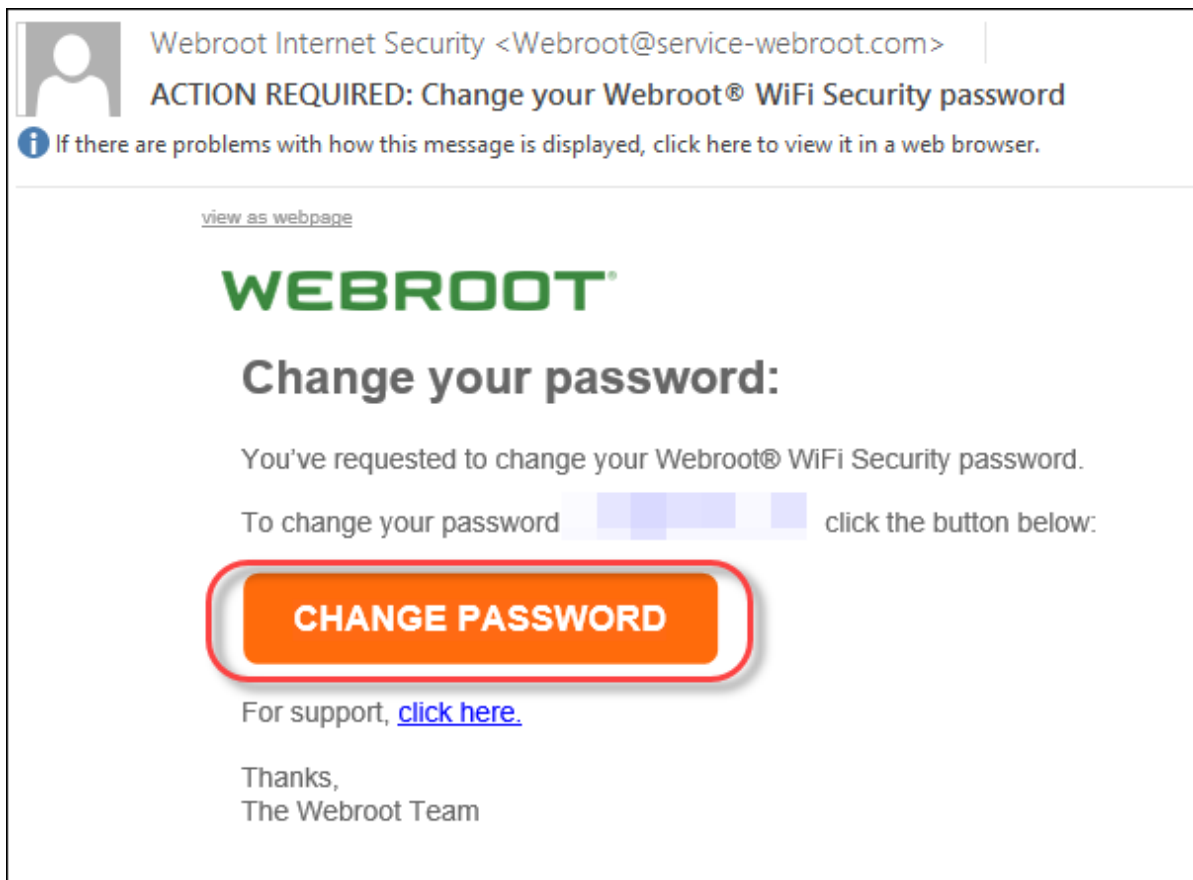 Webroot Internet Security <Webroot@service-webroot.com>
ACTION REQUIRED: Change your Webroot® WiFi Security password
If there are problems with how this message is displayed, click here to view it in a web browser.
view as webpage
WEBROOT®
Change your password:
You've requested to change your Webroot® WiFi Security password.
To change your password click the button below:
CHANGE PASSWORD
For support, click here.
Thanks,
The Webroot Team